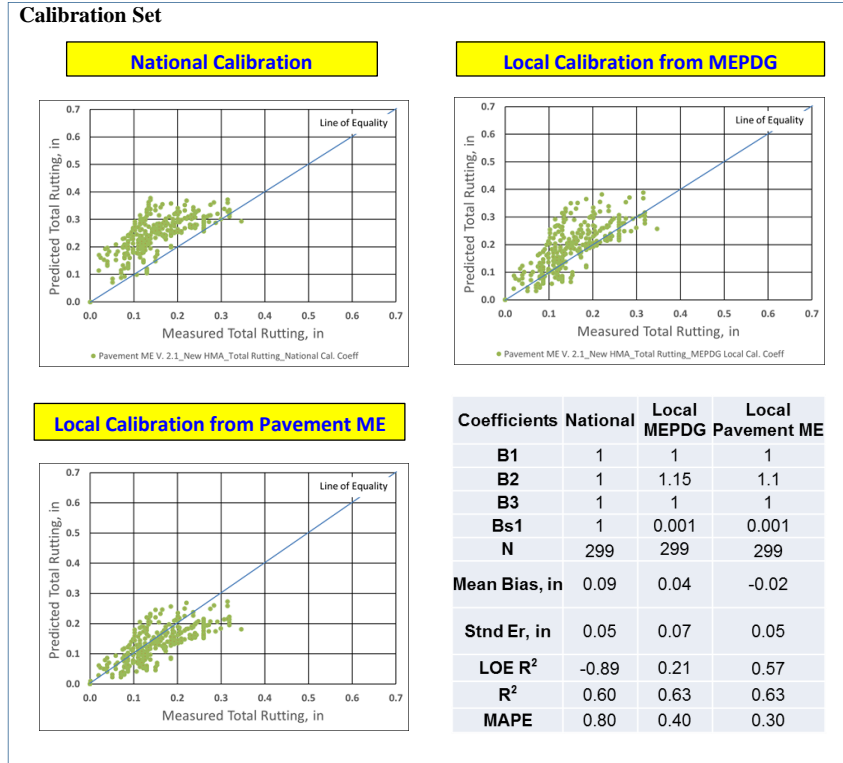 Calibration Set
National Calibration
Local Calibration from MEPDG
0.7
0.6
0.5
0.4
0.3
0.2
0.1
0.0
Predicted Total Rutting, in
Line of Equality
0.0 0.1 0.2 0.3 0.4 0.5 0.6 0.7
Measured Total Rutting, in
Pavement ME V. 2.1_New HMA_Total Rutting_National Cal. Coeff
0.7
0.6
0.5
0.4
0.3
0.2
0.1
0.0
Predicted Total Rutting, in
Line of Equality
0.0 0.1 0.2 0.3 0.4 0.5 0.6 0.7
Measured Total Rutting, in
Pavement ME V. 2.1_New HMA_Total Rutting_MEPDG Local Cal. Coeff
Local Calibration from Pavement ME
0.7
0.6
0.5
0.4
0.3
0.2
0.1
0.0
Predicted Total Rutting, in
Line of Equality
0.0 0.1 0.2 0.3 0.4 0.5 0.6 0.7
Measured Total Rutting, in
Coefficients National Local MEPDG Local Pavement ME
B1 1 1 1
B2 1 1.15 1.1
B3 1 1 1
Bs1 1 0.001 0.001
N 299 299 299
Mean Bias, in 0.09 0.04 -0.02
Stnd Er, in 0.05 0.07 0.05
LOE R² -0.89 0.21 0.57
R² 0.60 0.63 0.63
MAPE 0.80 0.40 0.30